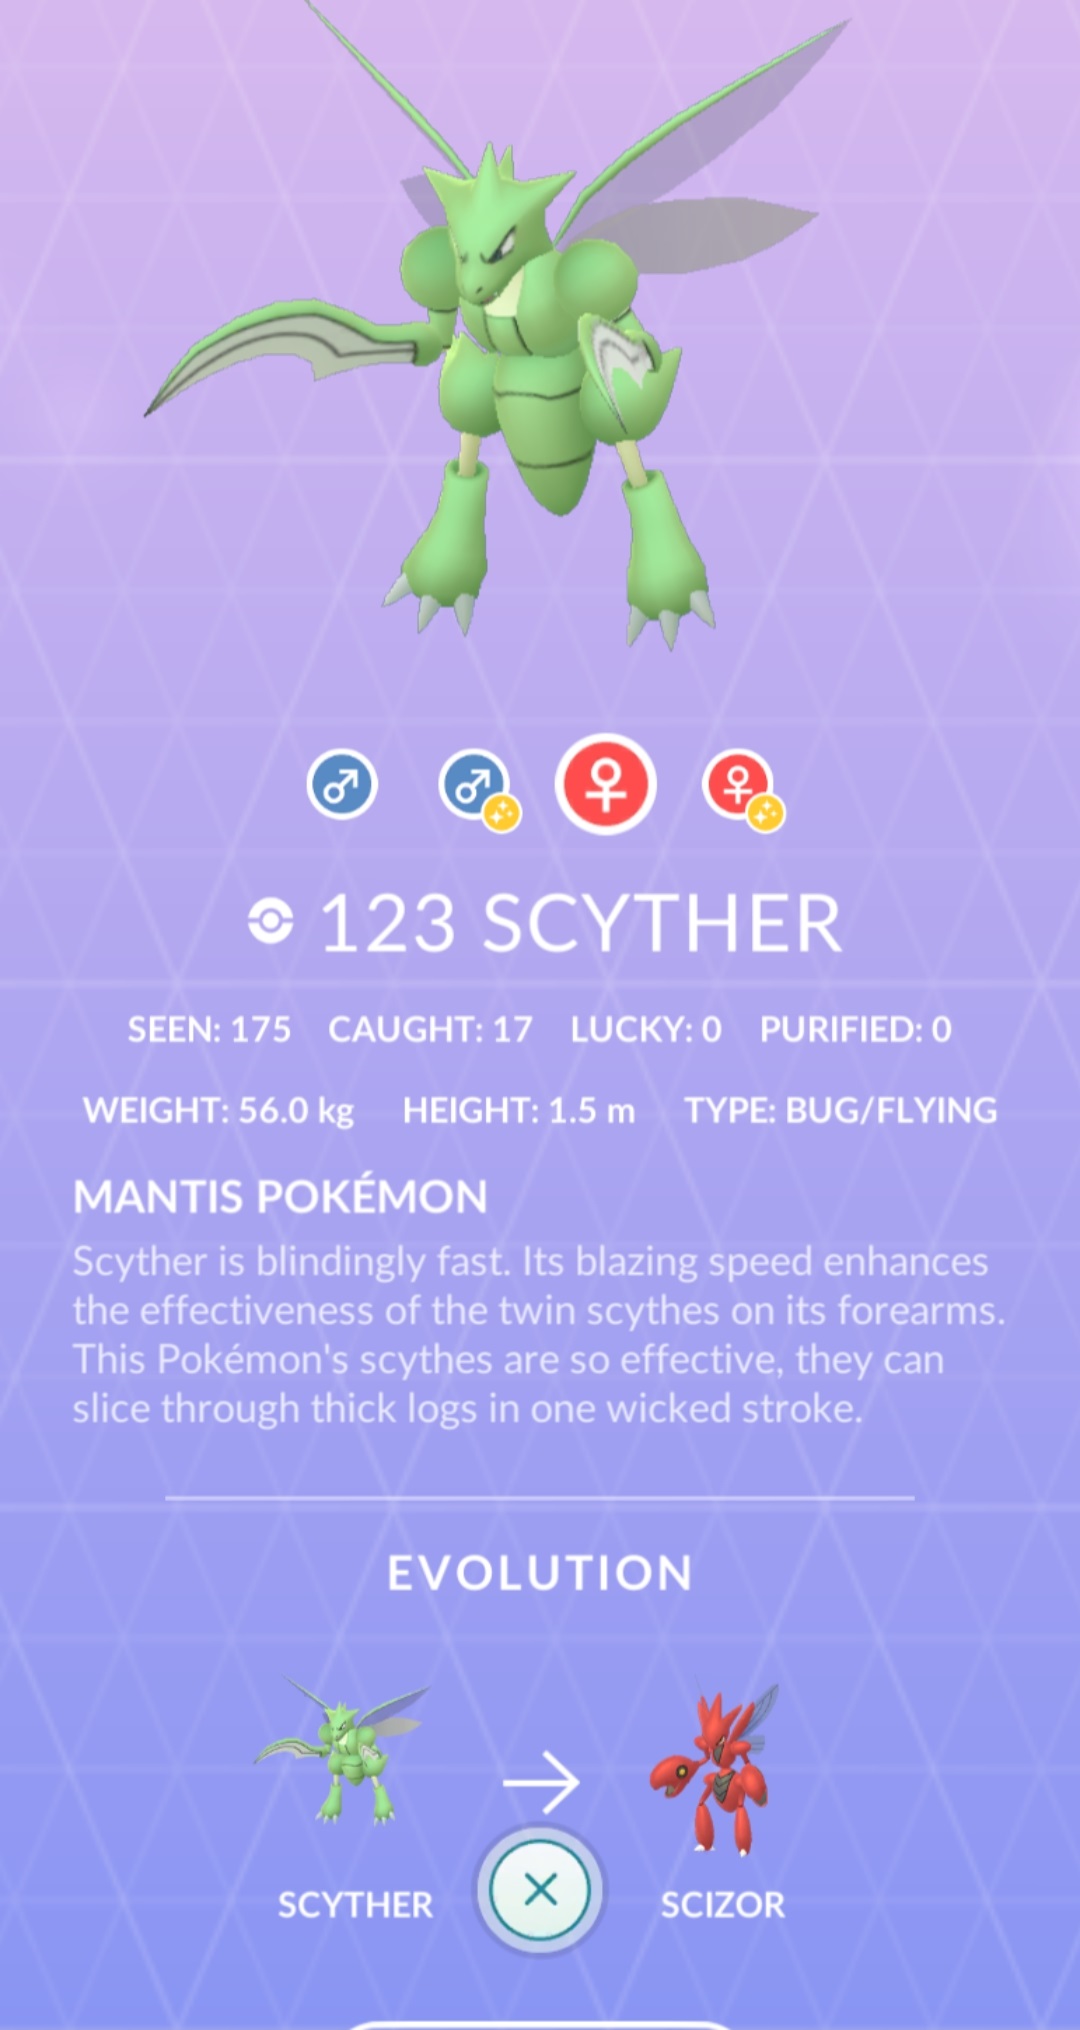 123 SCYTHER
SEEN: 175 CAUGHT: 17 LUCKY: 0 PURIFIED: 0
WEIGHT: 56.0 kg HEIGHT: 1.5 m TYPE: BUG/FLYING
MANTIS POKÉMON
Scyther is blindingly fast. Its blazing speed enhances
the effectiveness of the twin scythes on its forearms.
This Pokémon's scythes are so effective, they can
slice through thick logs in one wicked stroke.
EVOLUTION
SCYTHER SCIZOR